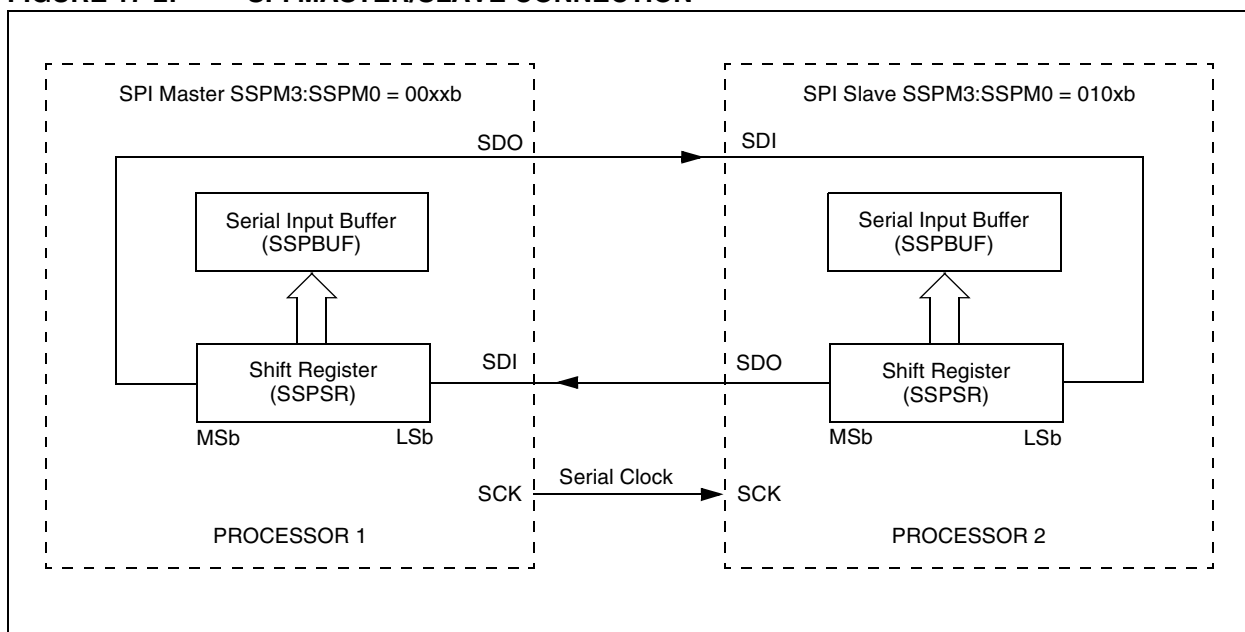 SPI Master SSPM3:SSPM0 = 00xxb
SPI Slave SSPM3:SSPM0 = 010xb
SDO
SDI
Serial Input Buffer
(SSPBUF)
Serial Input Buffer
(SSPBUF)
Shift Register
(SSPSR)
SDI
SDO
Shift Register
(SSPSR)
MSb
LSb
MSb
LSb
SCK
Serial Clock
SCK
PROCESSOR 1
PROCESSOR 2